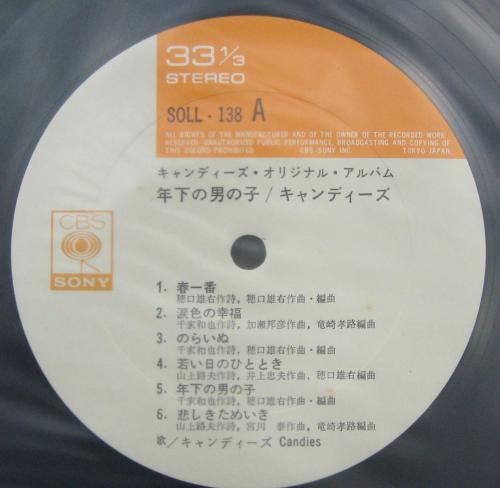 33 1/3
STEREO
SOLL - 138 A
ALL RIGHTS OF THE MANUFACTURER AND OF THE OWNER OF THE RECORDED WORK
RESERVED. UNAUTHORIZED PUBLIC PERFORMANCE, BROADCASTING AND COPYING OF
THIS RECORD PROHIBITED CBS/SONY INC. TOKYO JAPAN.
キャンディーズ・オリジナル・アルバム
年下の男の子/キャンディーズ
CBS
SONY
1. 春一番
穂口雄右作詩, 穂口雄右作曲・編曲
2. 涙色の幸福
千家和也作詩, 加瀬邦彦作曲, 竜崎孝路編曲
3. のらいぬ
千家和也作詩, 穂口雄右作曲・編曲
4. 若い日のひととき
山上路夫作詩, 井上忠夫作曲, 穂口雄右編曲
5. 年下の男の子
千家和也作詩, 穂口雄右作曲・編曲
6. 悲しきためいき
山上路夫作詩, 宮川 泰作曲, 竜崎孝路編曲
歌/キャンディーズ Candies